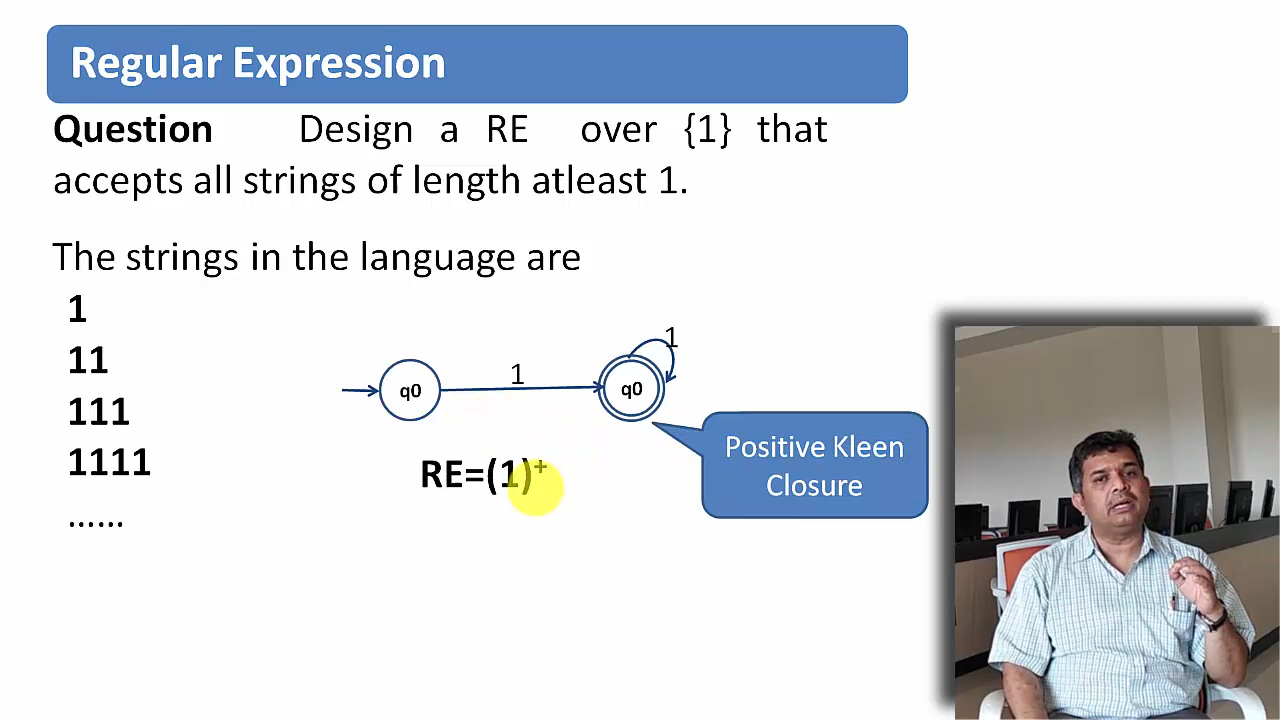 Regular Expression
Question Design a RE over {1} that
accepts all strings of length atleast 1.
The strings in the language are
1
11
111
1111
......
1
q0
1
q0
RE=(1)⁺
Positive Kleen
Closure